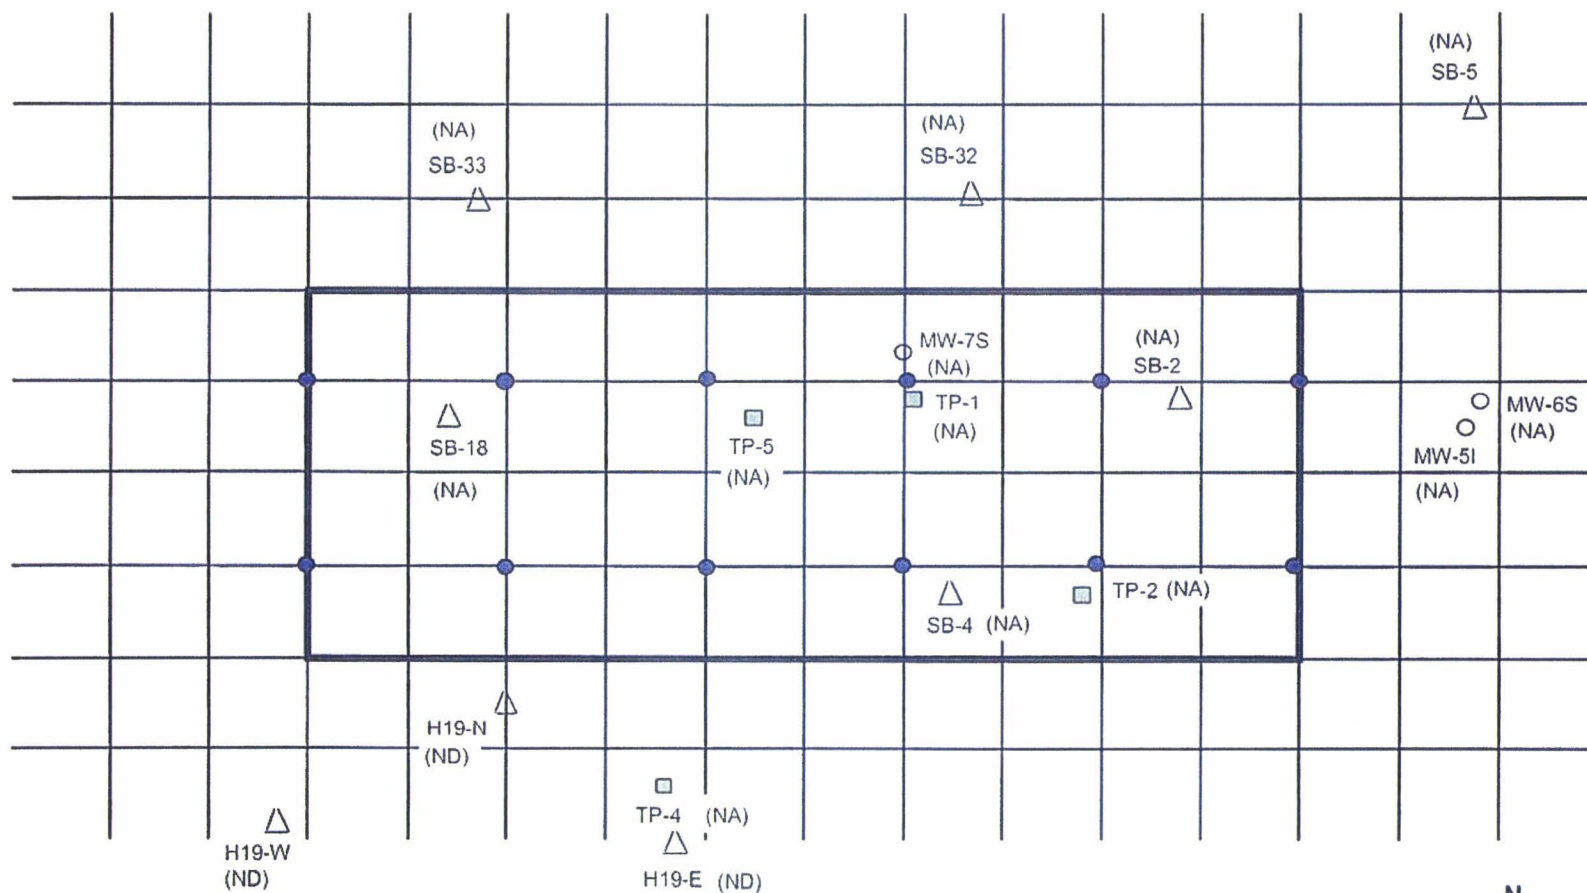 (NA)
SB-5
(NA)
SB-33
(NA)
SB-32
MW-7S
(NA)
(NA)
SB-2
SB-18
(NA)
TP-5
(NA)
TP-1
(NA)
MW-6S
(NA)
MW-5I
(NA)
SB-4 (NA)
TP-2 (NA)
H19-N
(ND)
TP-4 (NA)
H19-W
(ND)
H19-E (ND)
N